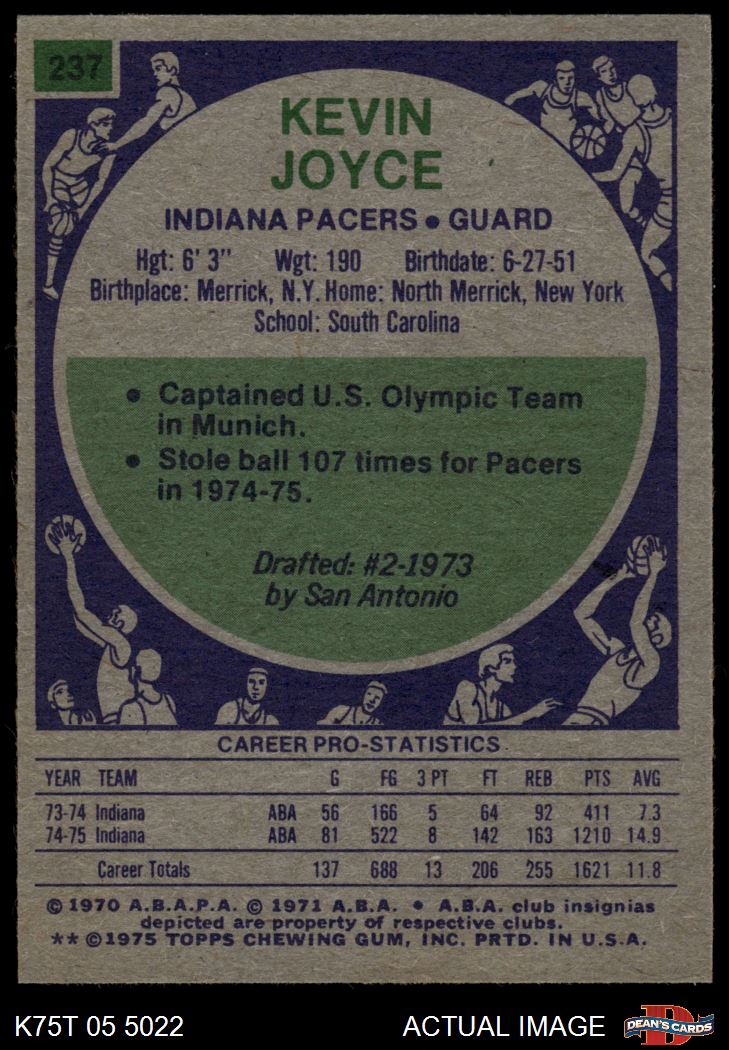 237
KEVIN
JOYCE
INDIANA PACERS • GUARD
Hgt: 6' 3" Wgt: 190 Birthdate: 6-27-51
Birthplace: Merrick, N.Y. Home: North Merrick, New York
School: South Carolina
• Captained U.S. Olympic Team
in Munich.
• Stole ball 107 times for Pacers
in 1974-75.
Drafted: #2-1973
by San Antonio
CAREER PRO-STATISTICS
YEAR TEAM G FG 3 PT FT REB PTS AVG
73-74 Indiana ABA 56 166 5 64 92 411 7.3
74-75 Indiana ABA 81 522 8 142 163 1210 14.9
Career Totals 137 688 13 206 255 1621 11.8
© 1970 A.B.A.P.A. © 1971 A.B.A. • A.B.A. club insignias
depicted are property of respective clubs.
** © 1975 TOPPS CHEWING GUM, INC. PRTD. IN U.S.A.
K75T 05 5022 ACTUAL IMAGE
D
DEAN'S CARDS